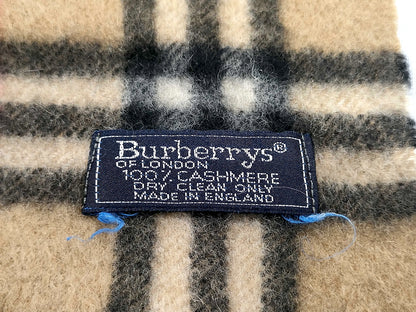 Burberrys®
OF LONDON
100% CASHMERE
DRY CLEAN ONLY
MADE IN ENGLAND